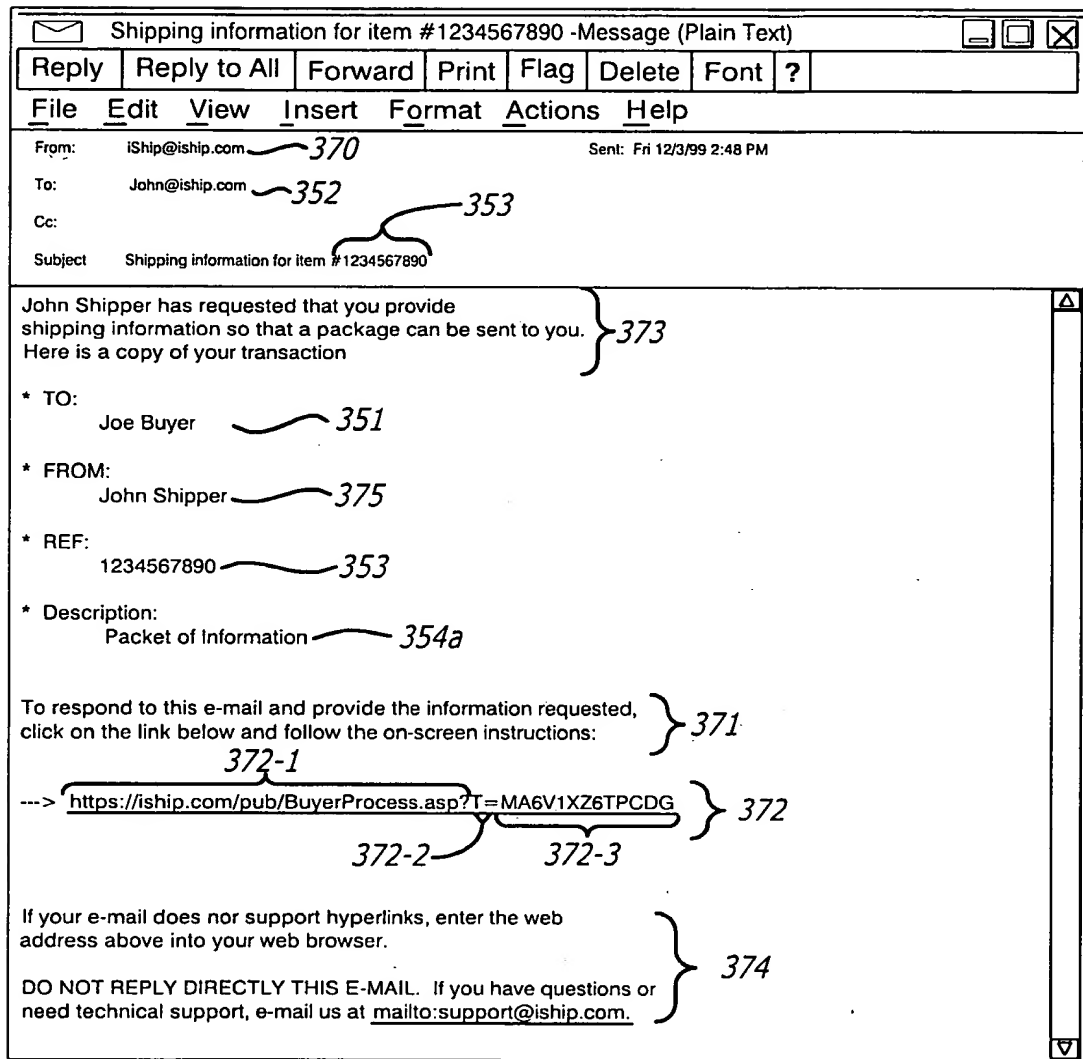 Shipping information for item #1234567890 -Message (Plain Text)
Reply Reply to All Forward Print Flag Delete Font ?
File Edit View Insert Format Actions Help
From: iShip@iship.com 370 Sent: Fri 12/3/99 2:48 PM
To: John@iship.com 352
353
Cc:
Subject Shipping information for item #1234567890
John Shipper has requested that you provide
shipping information so that a package can be sent to you. 373
Here is a copy of your transaction
* TO:
Joe Buyer 351
* FROM:
John Shipper 375
* REF:
1234567890 353
* Description:
Packet of Information 354a
To respond to this e-mail and provide the information requested,
click on the link below and follow the on-screen instructions: 371
372-1
---> https://iship.com/pub/BuyerProcess.asp?T=MA6V1XZ6TPCDG 372
372-2 372-3
If your e-mail does nor support hyperlinks, enter the web
address above into your web browser.
374
DO NOT REPLY DIRECTLY THIS E-MAIL. If you have questions or
need technical support, e-mail us at mailto:support@iship.com.